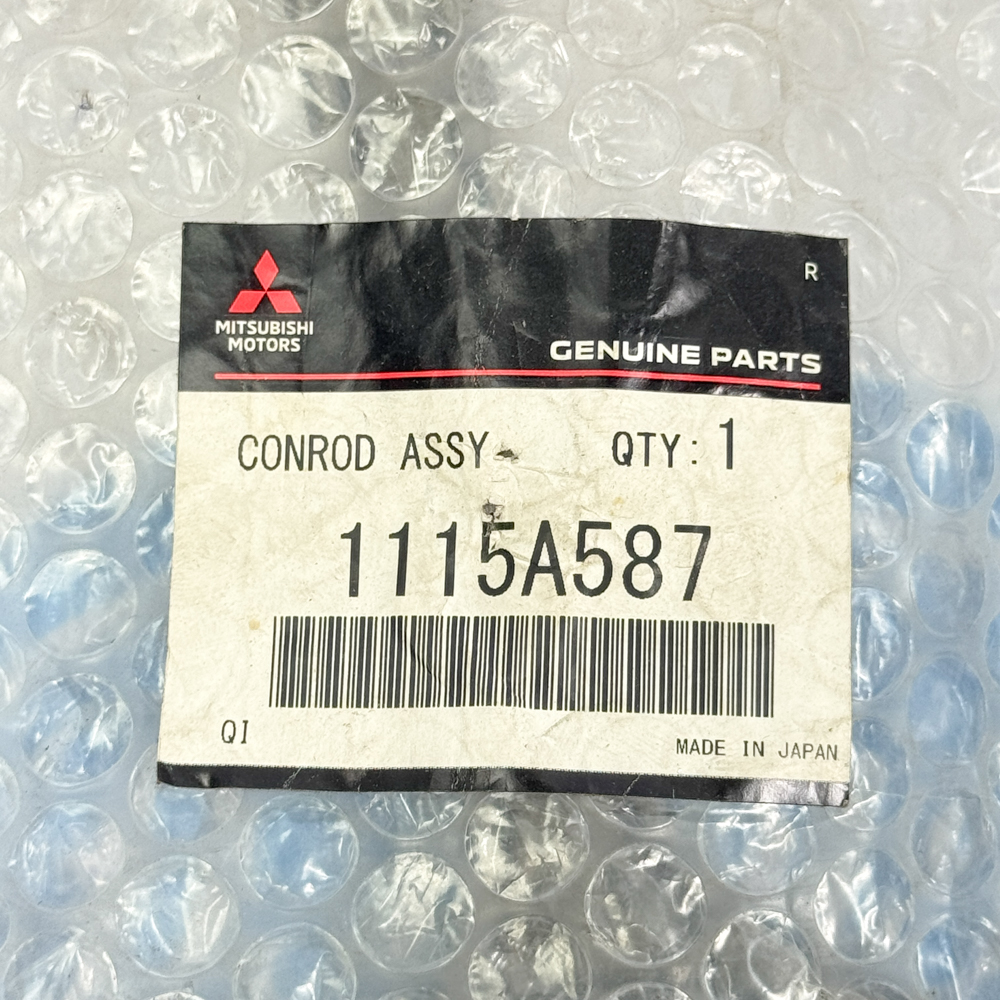 R
MITSUBISHI
MOTORS
GENUINE PARTS
CONROD ASSY
QTY: 1
1115A587
QI
MADE IN JAPAN